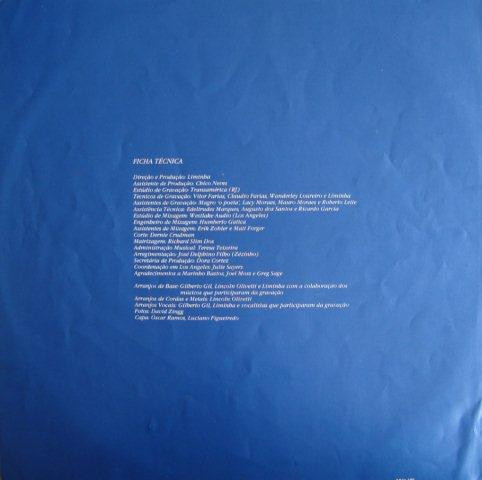 FICHA TÉCNICA
Direção e Produção: Liminha
Assistente de Produção: Chico Neves
Estúdio de Gravação: Transamérica (RJ)
Técnicos de Gravação: Vitor Farias, Claudio Farias, Wanderley Loureiro e Liminha
Assistentes de Gravação: Magro 'o poeta', Lacy Moraes, Mauro Moraes e Roberto Leite
Assistência Técnica: Edeltrudes Marques, Augusto dos Santos e Ricardo Garcia
Estúdio de Mixagem: Westlake Audio (Los Angeles)
Engenheiro de Mixagem: Humberto Gatica
Assistentes de Mixagem: Erik Zobler e Matt Forger
Corte: Bernie Grudman
Matrizagem: Richard Slim Dos
Administração Musical: Teresa Teixeira
Arregimentação: José Delphino Filho (Zézinho)
Secretária de Produção: Dora Cortez
Coordenação em Los Angeles: Julie Sayers
Agradecimentos a Marinho Bastos, Joel Moss e Greg Sage
Arranjos de Base: Gilberto Gil, Lincoln Olivetti e Liminha com a colaboração dos
músicos que participaram da gravação
Arranjos de Cordas e Metais: Lincoln Olivetti
Arranjos Vocais: Gilberto Gil, Liminha e vocalistas que participaram da gravação
Fotos: David Zingg
Capa: Oscar Ramos, Luciano Figueiredo